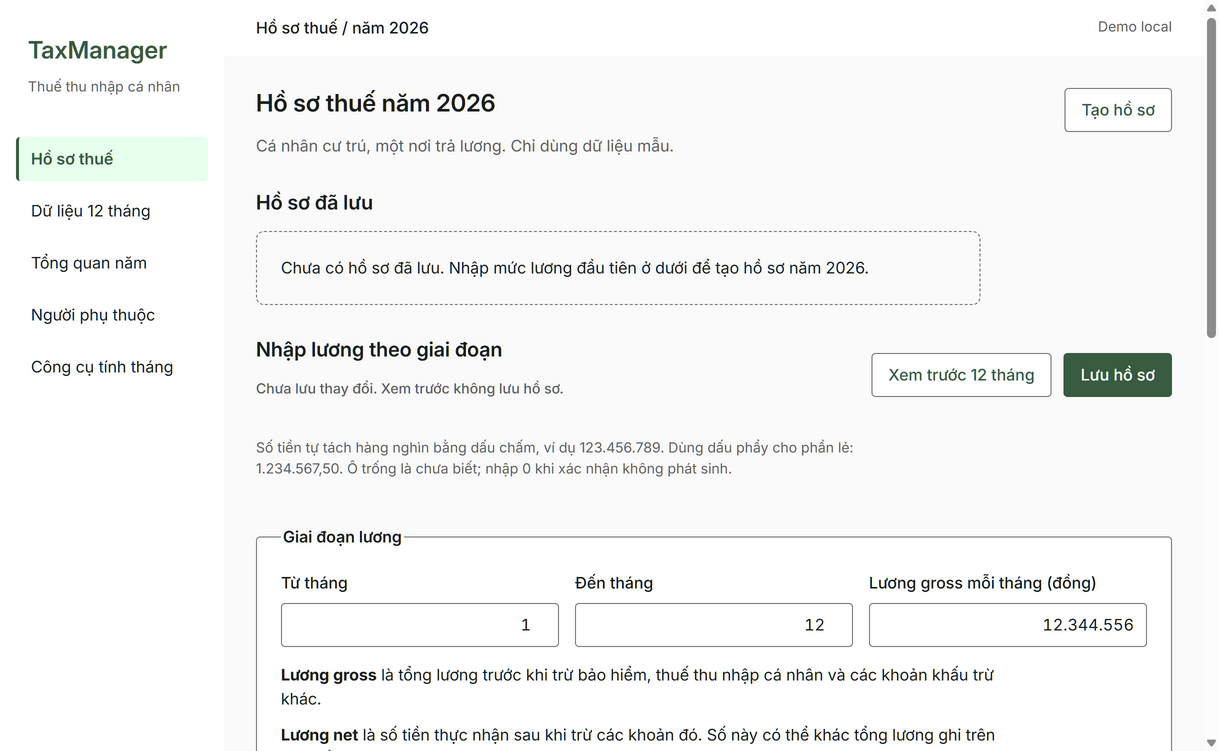 TaxManager
Thuế thu nhập cá nhân
Hồ sơ thuế
Dữ liệu 12 tháng
Tổng quan năm
Người phụ thuộc
Công cụ tính tháng
Hồ sơ thuế / năm 2026
Demo local
Hồ sơ thuế năm 2026
Tạo hồ sơ
Cá nhân cư trú, một nơi trả lương. Chỉ dùng dữ liệu mẫu.
Hồ sơ đã lưu
Chưa có hồ sơ đã lưu. Nhập mức lương đầu tiên ở dưới để tạo hồ sơ năm 2026.
Nhập lương theo giai đoạn
Chưa lưu thay đổi. Xem trước không lưu hồ sơ.
Xem trước 12 tháng
Lưu hồ sơ
Số tiền tự tách hàng nghìn bằng dấu chấm, ví dụ 123.456.789. Dùng dấu phẩy cho phần lẻ:
1.234.567,50. Ô trống là chưa biết; nhập 0 khi xác nhận không phát sinh.
Giai đoạn lương
Từ tháng
Đến tháng
Lương gross mỗi tháng (đồng)
1
12
12.344.556
Lương gross là tổng lương trước khi trừ bảo hiểm, thuế thu nhập cá nhân và các khoản khấu trừ
khác.
Lương net là số tiền thực nhận sau khi trừ các khoản đó. Số này có thể khác tổng lương ghi trên